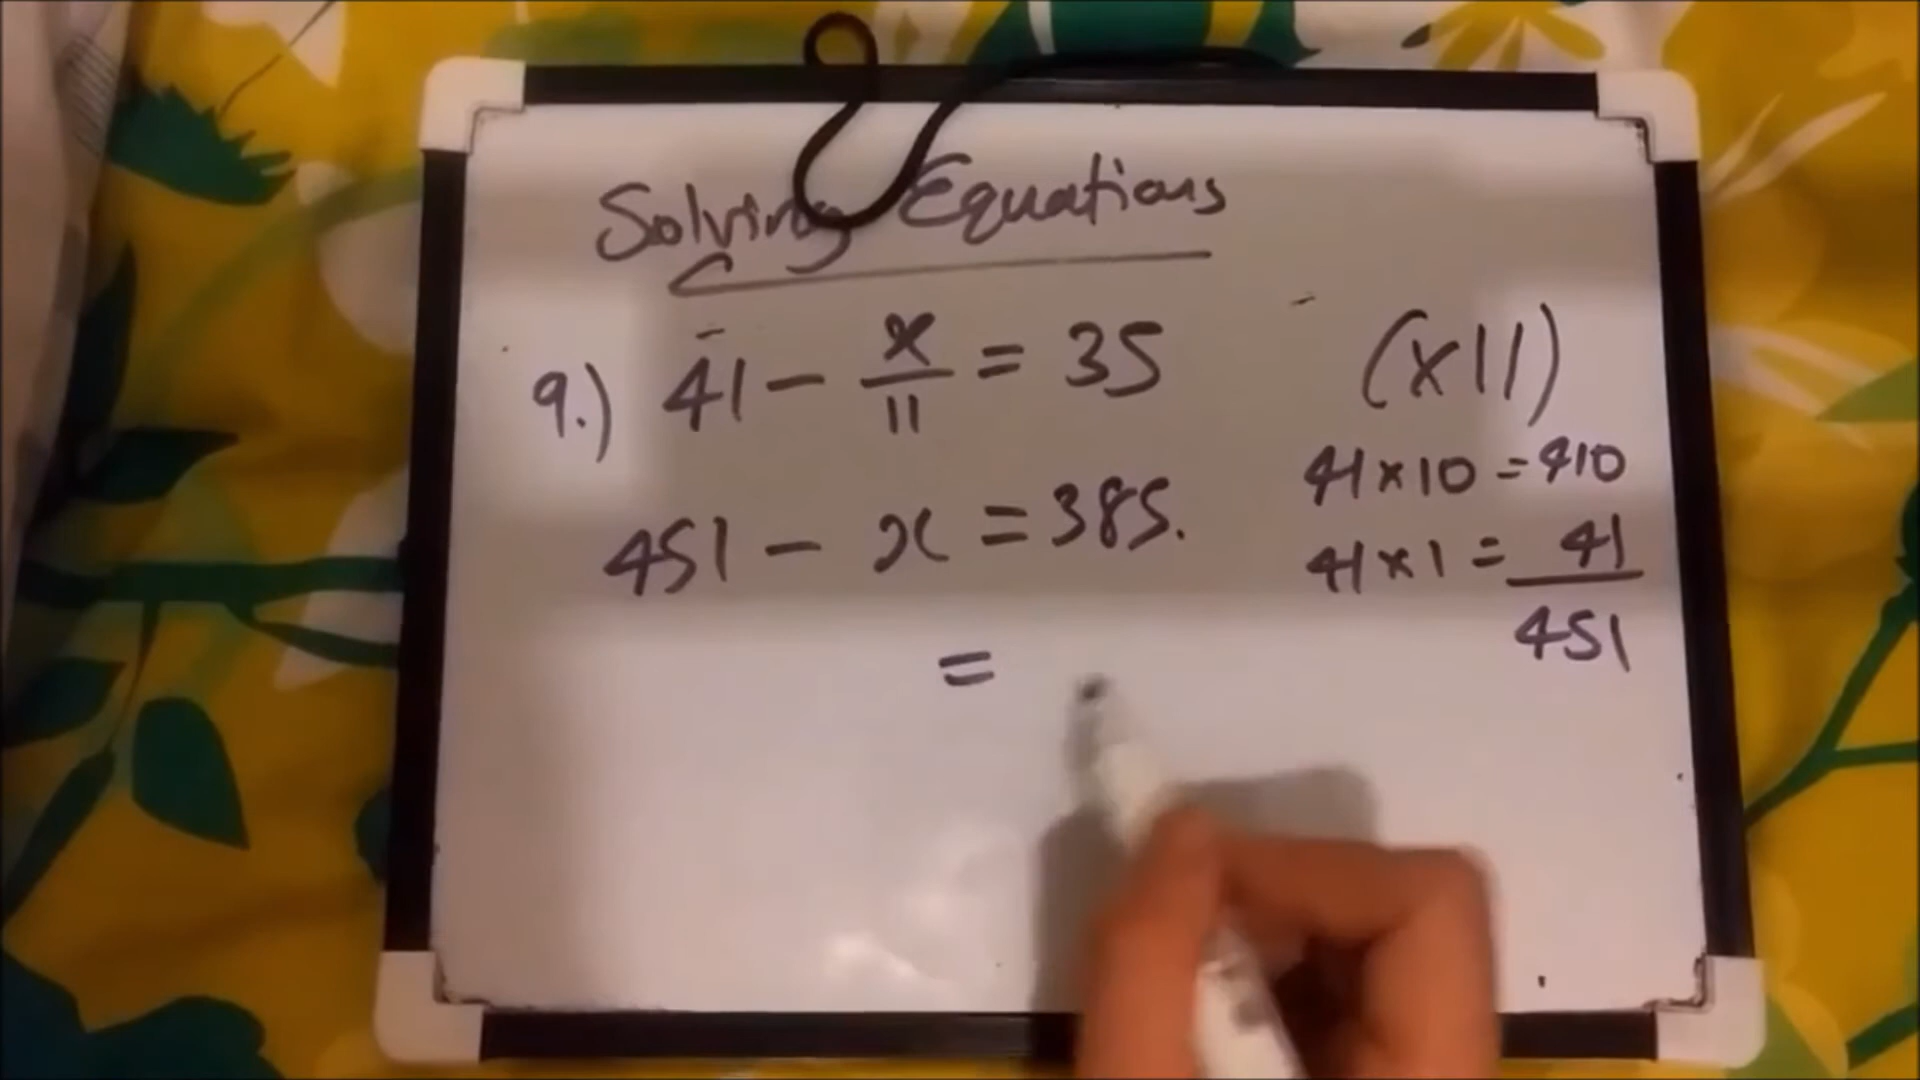 Solving Equations
9.) 41 - x/11 = 35 (x11)
41 x 10 = 410
451 - x = 385.
41 x 1 = 41
451
=